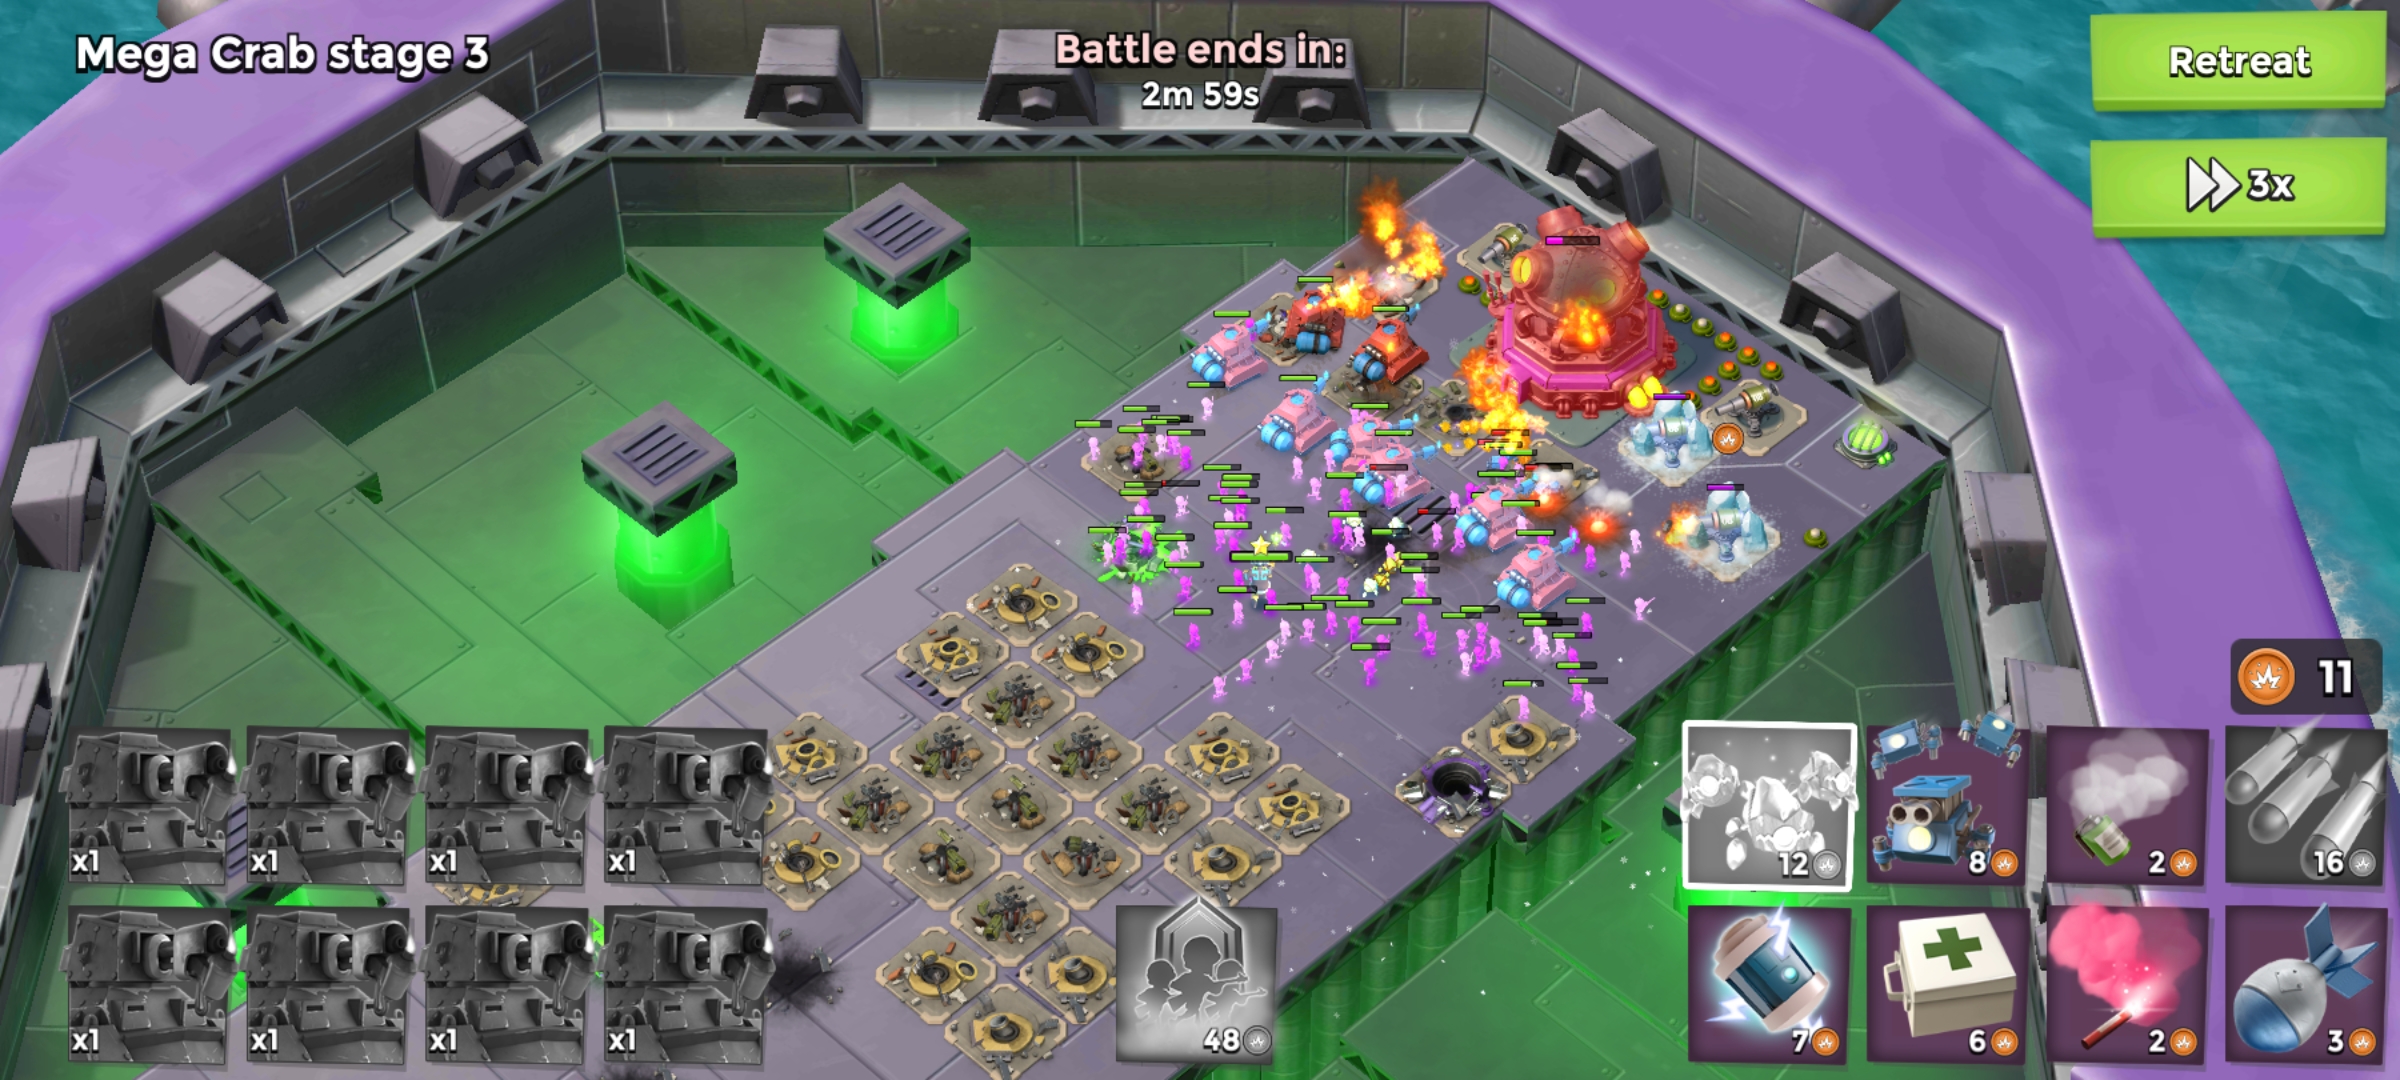 Mega Crab stage 3
Battle ends in:
2m 59s
Retreat
3x
11
x1
x1
x1
x1
12
8
2
16
x1
x1
x1
x1
48
7
6
2
3